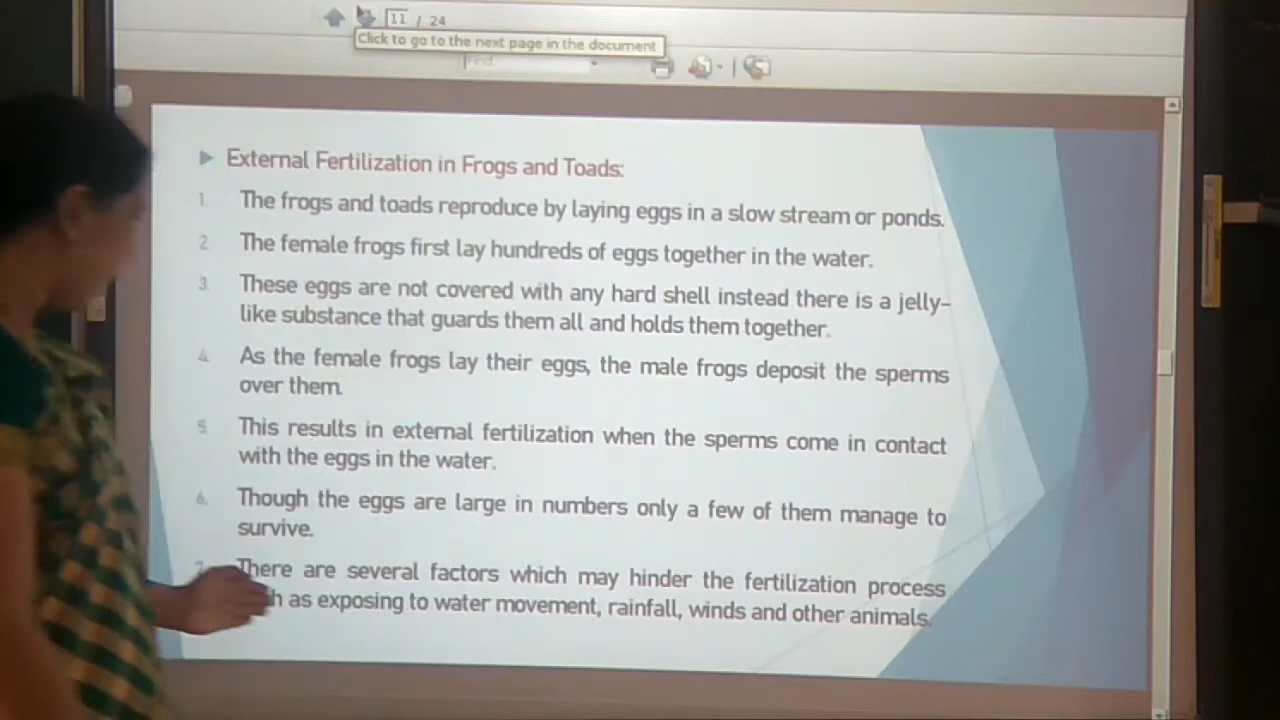 11 / 24
Click to go to the next page in the document
Find
External Fertilization in Frogs and Toads:
1. The frogs and toads reproduce by laying eggs in a slow stream or ponds.
2. The female frogs first lay hundreds of eggs together in the water.
3. These eggs are not covered with any hard shell instead there is a jelly-
like substance that guards them all and holds them together.
4. As the female frogs lay their eggs, the male frogs deposit the sperms
over them.
5. This results in external fertilization when the sperms come in contact
with the eggs in the water.
6. Though the eggs are large in numbers only a few of them manage to
survive.
7. There are several factors which may hinder the fertilization process
as exposing to water movement, rainfall, winds and other animals.